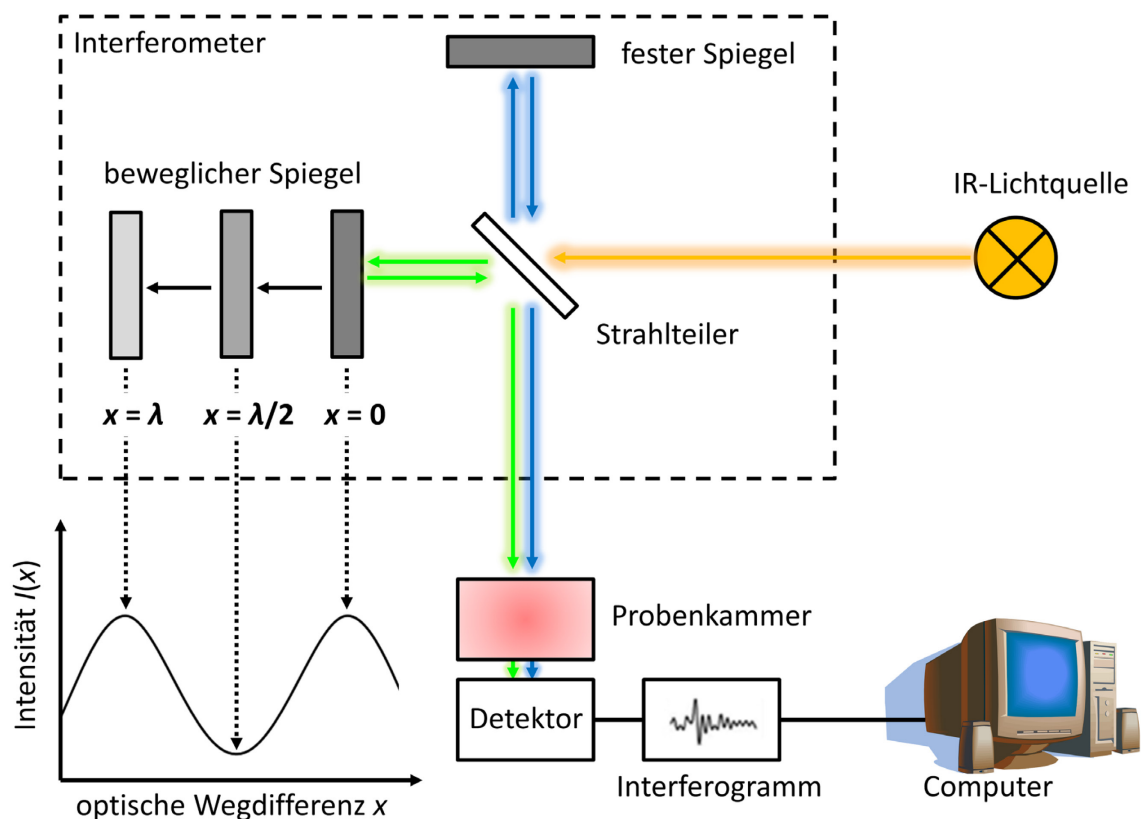 Interferometer
fester Spiegel
beweglicher Spiegel
IR-Lichtquelle
Strahlteiler
x = λ
x = λ/2
x = 0
Intensität I(x)
optische Wegdifferenz x
Probenkammer
Detektor
Interferogramm
Computer